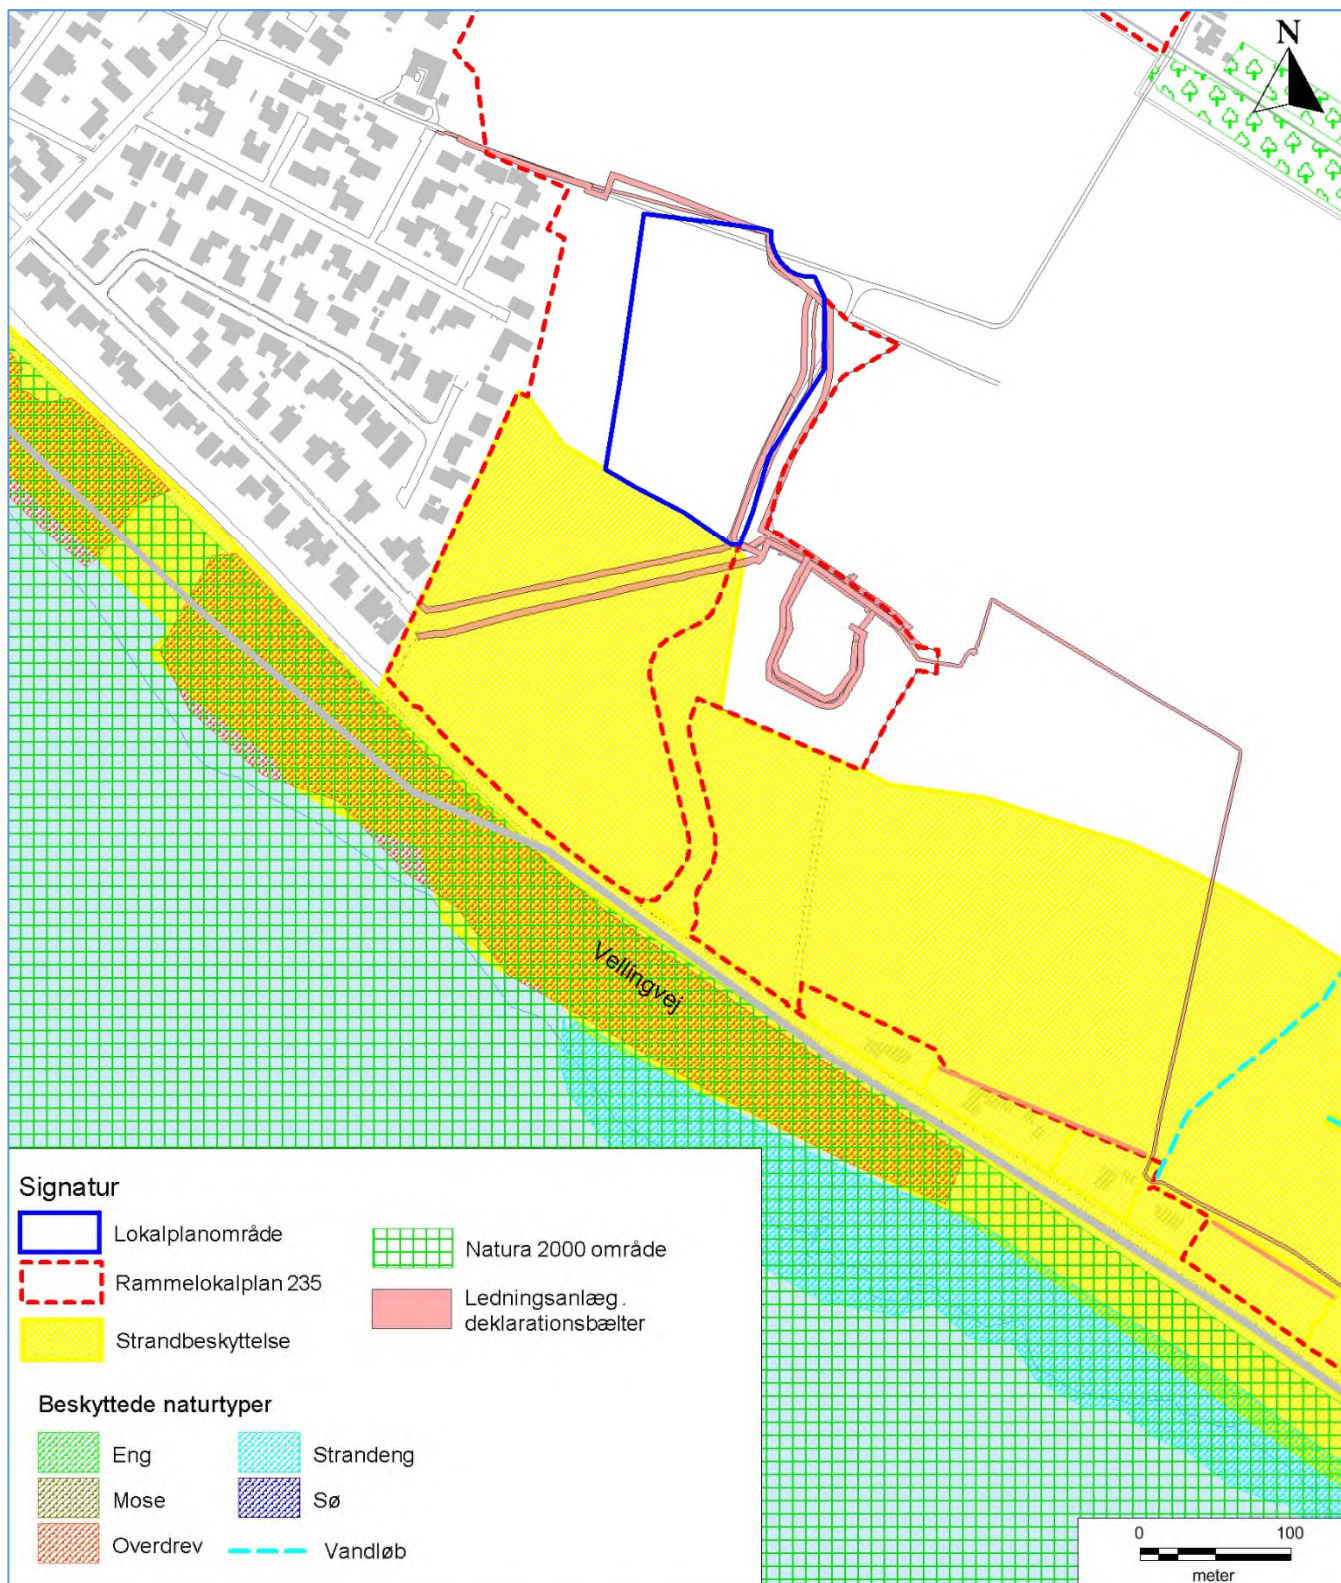 N
Vellingvej
Signatur
Lokalplanområde
Rammelokalplan 235
Strandbeskyttelse
Natura 2000 område
Ledningsanlæg .
deklarationsbælter
Beskyttede naturtyper
Eng
Mose
Overdrev
Strandeng
Sø
Vandløb
0 100
meter